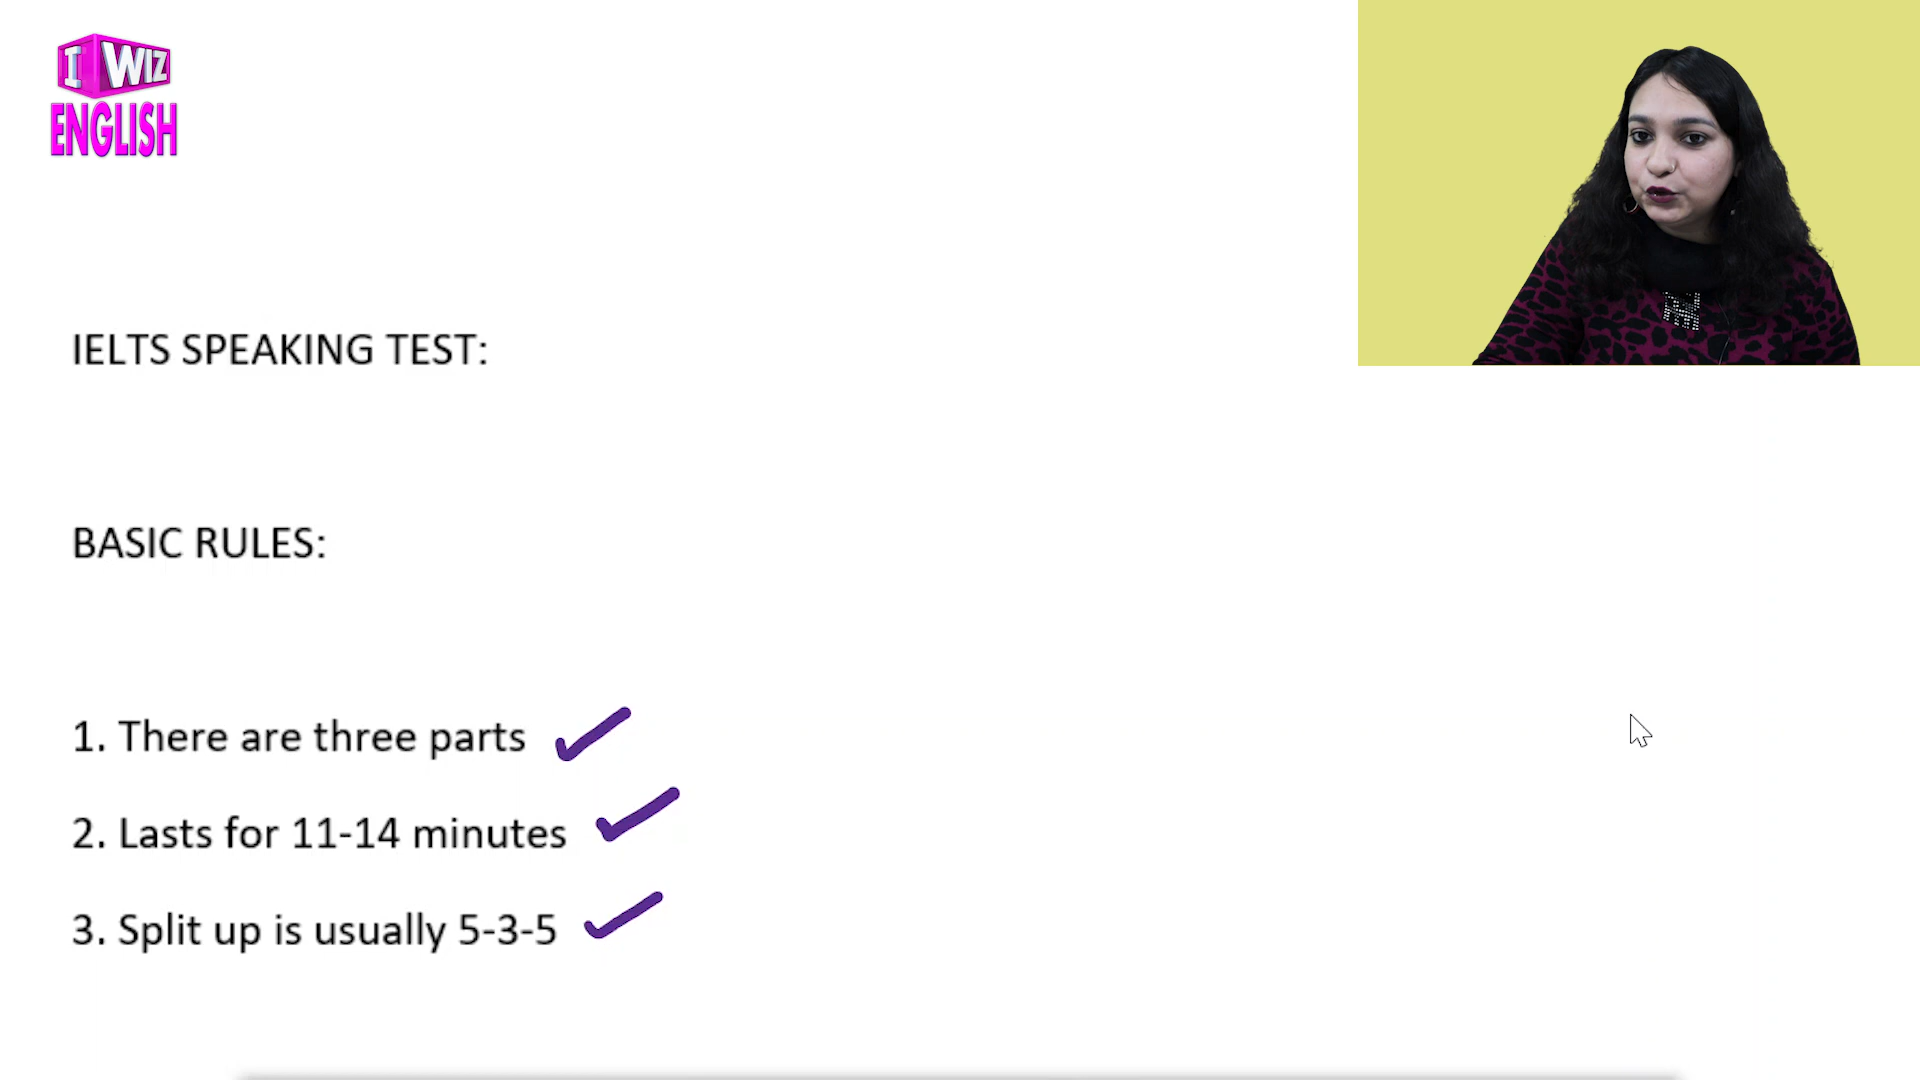 I WIZ
ENGLISH
IELTS SPEAKING TEST:
BASIC RULES:
1. There are three parts
2. Lasts for 11-14 minutes
3. Split up is usually 5-3-5